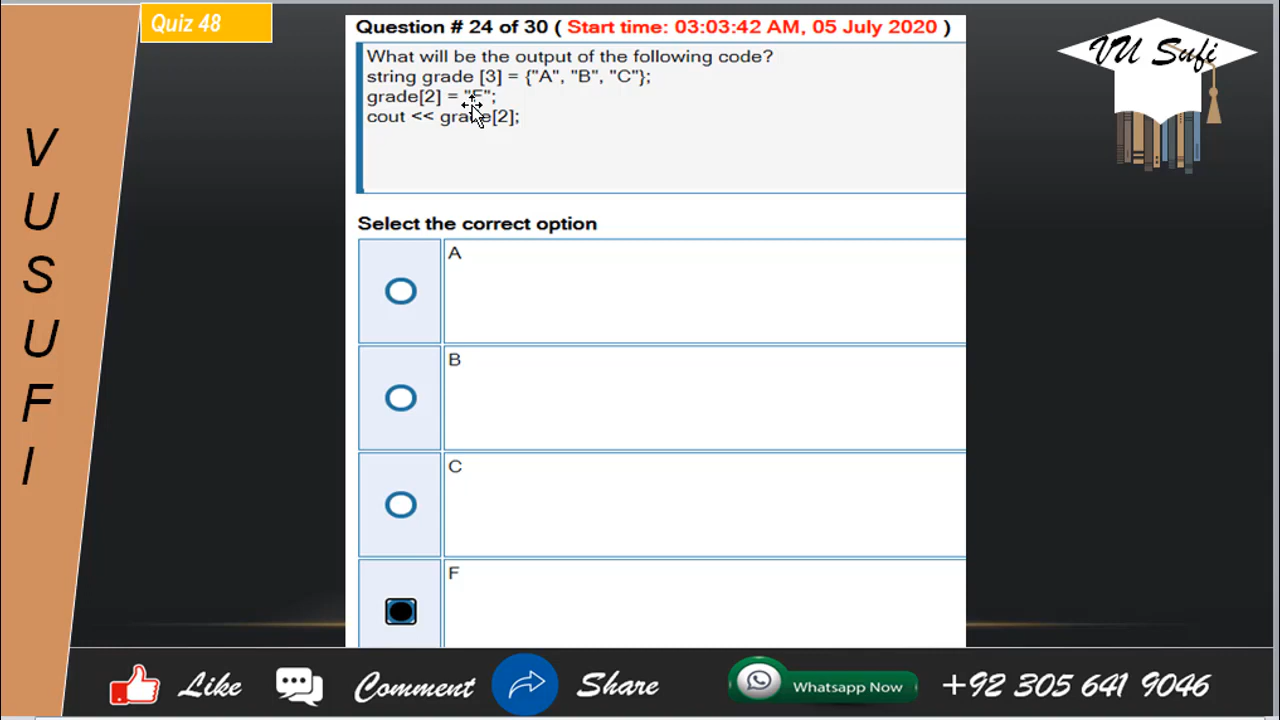 Quiz 48
VU Sufi
V
U
S
U
F
I
Question # 24 of 30 ( Start time: 03:03:42 AM, 05 July 2020 )
What will be the output of the following code?
string grade [3] = {"A", "B", "C"};
grade[2] = "F";
cout << grade[2];
Select the correct option
A
B
C
F
Like
Comment
Share
Whatsapp Now
+92 305 641 9046